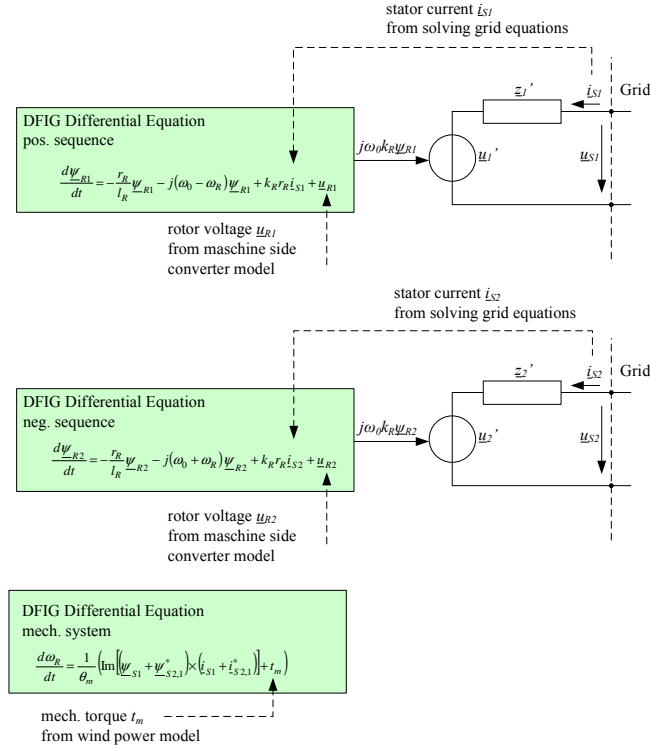 stator current i_S1
from solving grid equations
z_1’
i_S1
Grid
DFIG Differential Equation
pos. sequence
dψ_R1/dt = −(r_R/l_R) ψ_R1 − j(ω_0 − ω_R) ψ_R1 + k_R r_R i_S1 + u_R1
jω_0 k_R ψ_R1
u_1’
u_S1
rotor voltage u_R1
from maschine side
converter model
stator current i_S2
from solving grid equations
z_2’
i_S2
Grid
DFIG Differential Equation
neg. sequence
dψ_R2/dt = −(r_R/l_R) ψ_R2 − j(ω_0 + ω_R) ψ_R2 + k_R r_R i_S2 + u_R2
jω_0 k_R ψ_R2
u_2’
u_S2
rotor voltage u_R2
from maschine side
converter model
DFIG Differential Equation
mech. system
dω_R/dt = (1/θ_m) (Im[(ψ_S1 + ψ*_S2,1) × (i_S1 + i*_S2,1)] + t_m)
mech. torque t_m
from wind power model